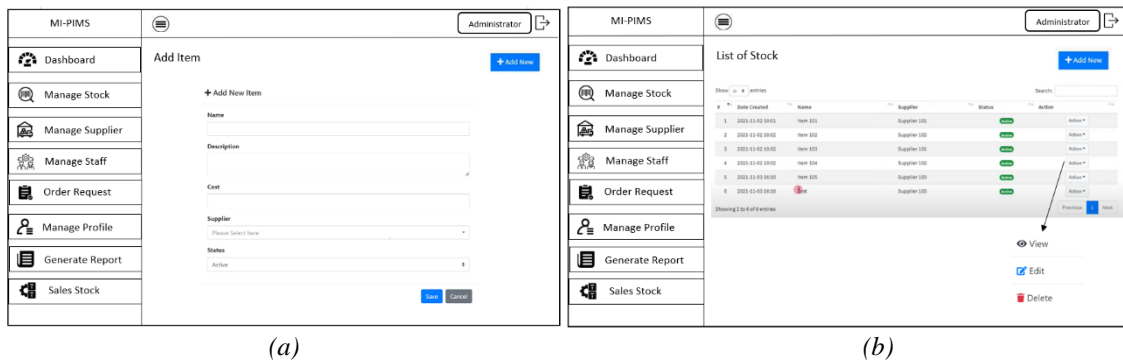 MI-PIMS
Administrator
Dashboard
Manage Stock
Manage Supplier
Manage Staff
Order Request
Manage Profile
Generate Report
Sales Stock
Add Item
+ Add New
+ Add New Item
Name
Description
Cost
Supplier
Please Select here
Status
Active
Save Cancel
(a)
MI-PIMS
Administrator
Dashboard
Manage Stock
Manage Supplier
Manage Staff
Order Request
Manage Profile
Generate Report
Sales Stock
List of Stock
+ Add New
Show 10 entries Search:
# Date Created Name Supplier Status Action
1 2021-11-02 10:01 Item 101 Supplier 101 Active Action
2 2021-11-02 10:02 Item 102 Supplier 102 Active Action
3 2021-11-02 10:02 Item 103 Supplier 101 Active Action
4 2021-11-02 10:02 Item 104 Supplier 102 Active Action
5 2021-11-03 16:10 Item 105 Supplier 103 Active Action
6 2021-11-03 16:10 Supplier 103 Active Action
Showing 1 to 6 of 6 entries Previous 1 Next
View
Edit
Delete
(b)